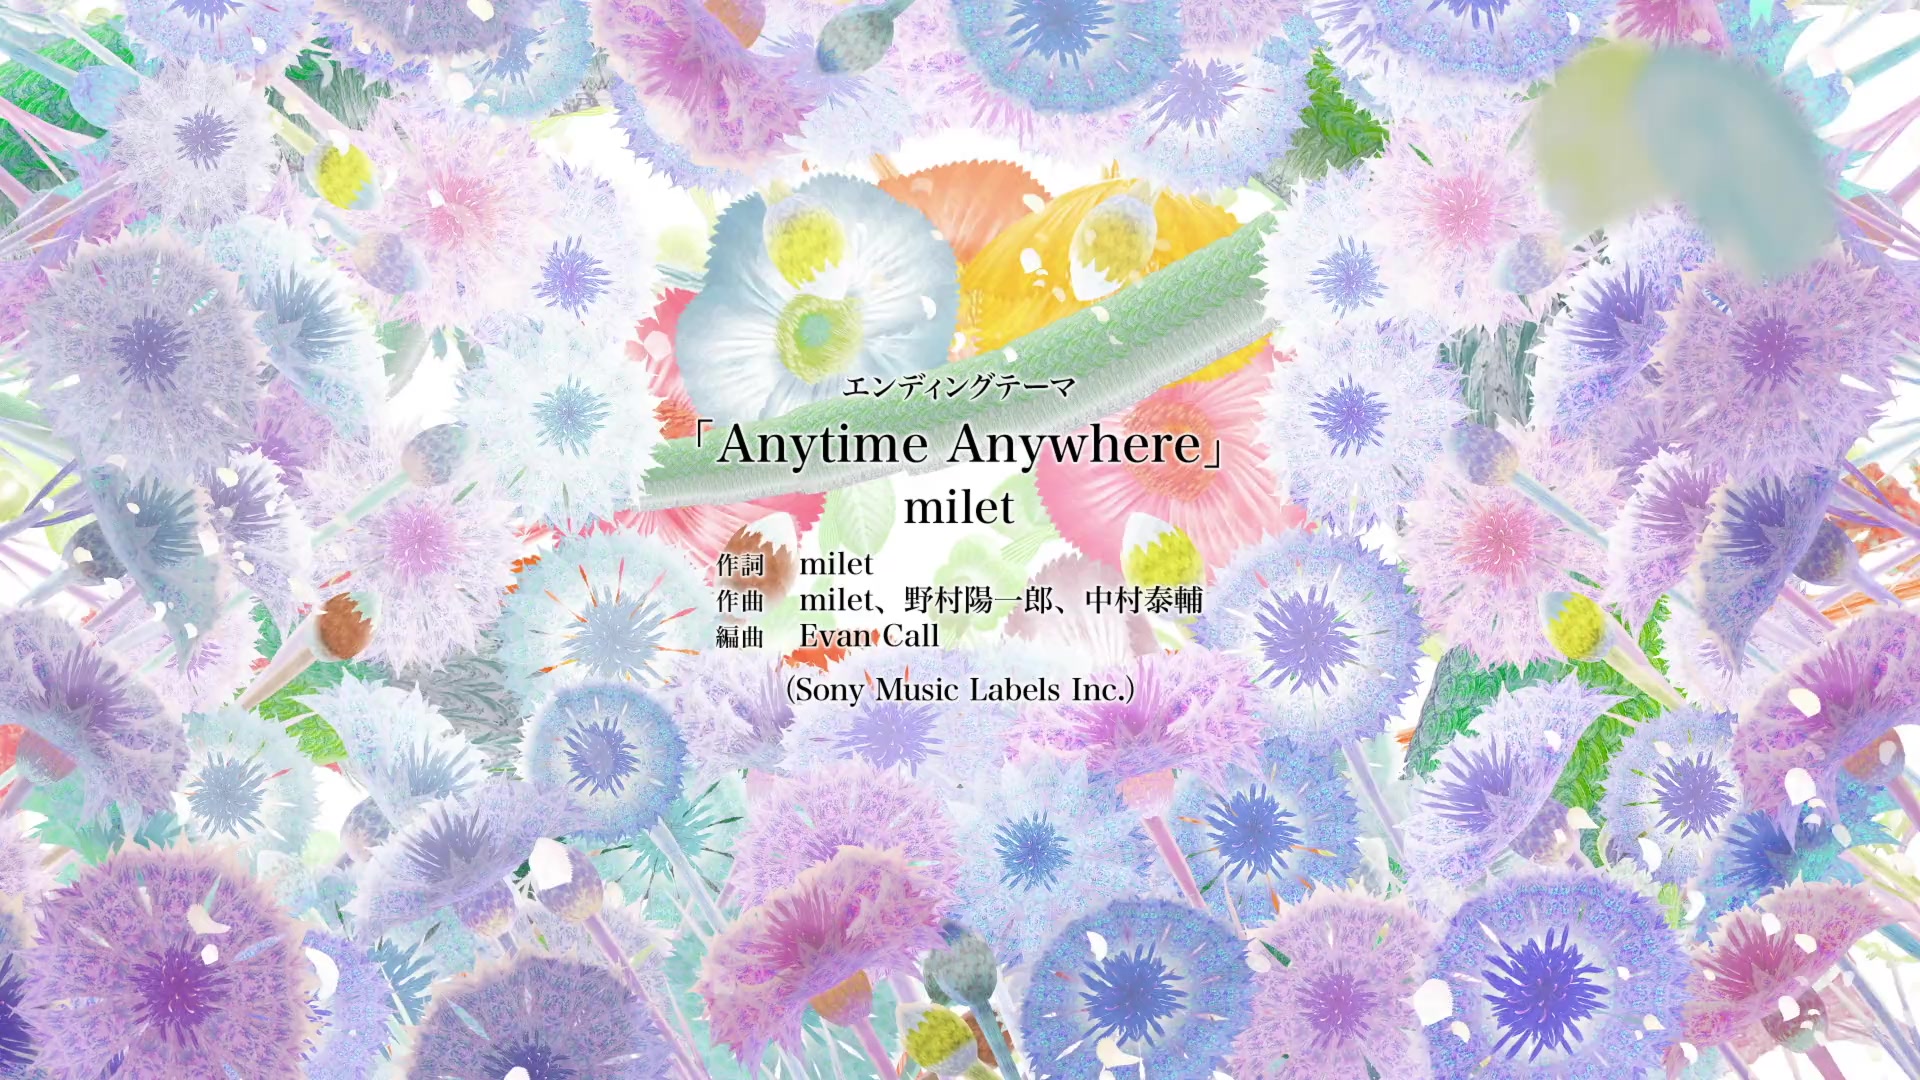 エンディングテーマ
「Anytime Anywhere」
milet
作詞 milet
作曲 milet、野村陽一郎、中村泰輔
編曲 Evan Call
(Sony Music Labels Inc.)